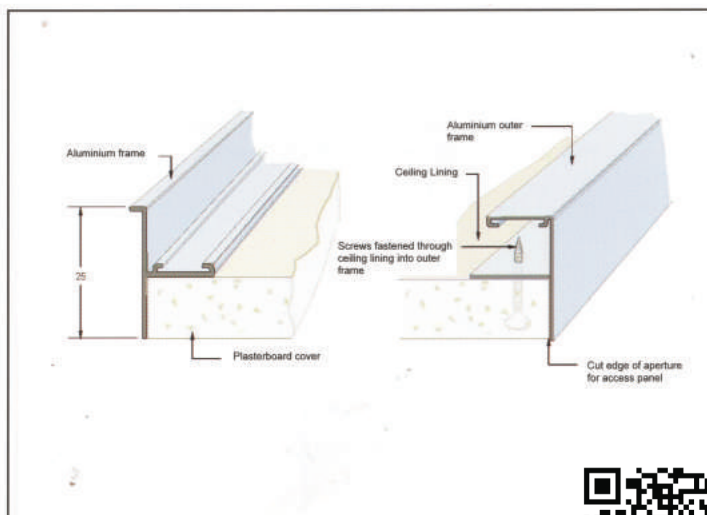 Aluminium frame
25
Plasterboard cover
Aluminium outer
frame
Ceiling Lining
Screws fastened through
ceiling lining into outer
frame
Cut edge of aperture
for access panel